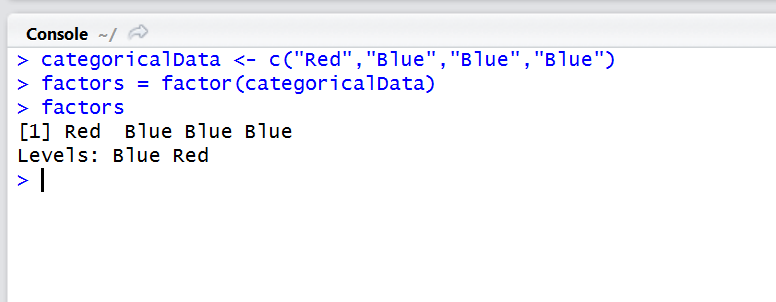 Console ~/
> categoricalData <- c("Red","Blue","Blue","Blue")
> factors = factor(categoricalData)
> factors
[1] Red  Blue Blue Blue
Levels: Blue Red
>